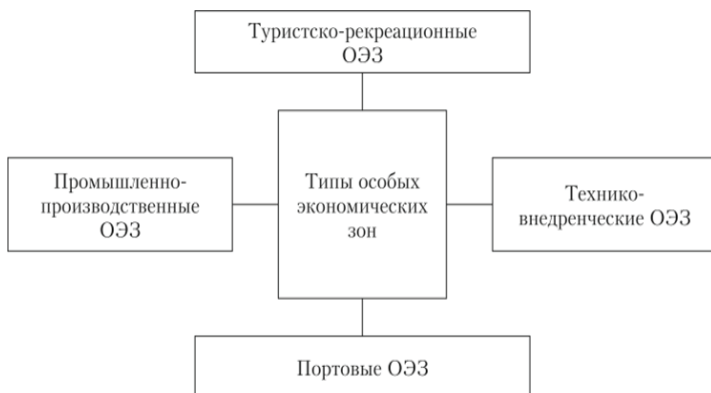 Туристско-рекреационные
ОЭЗ
Промышленно-
производственные
ОЭЗ
Типы особых
экономических
зон
Технико-
внедренческие ОЭЗ
Портовые ОЭЗ